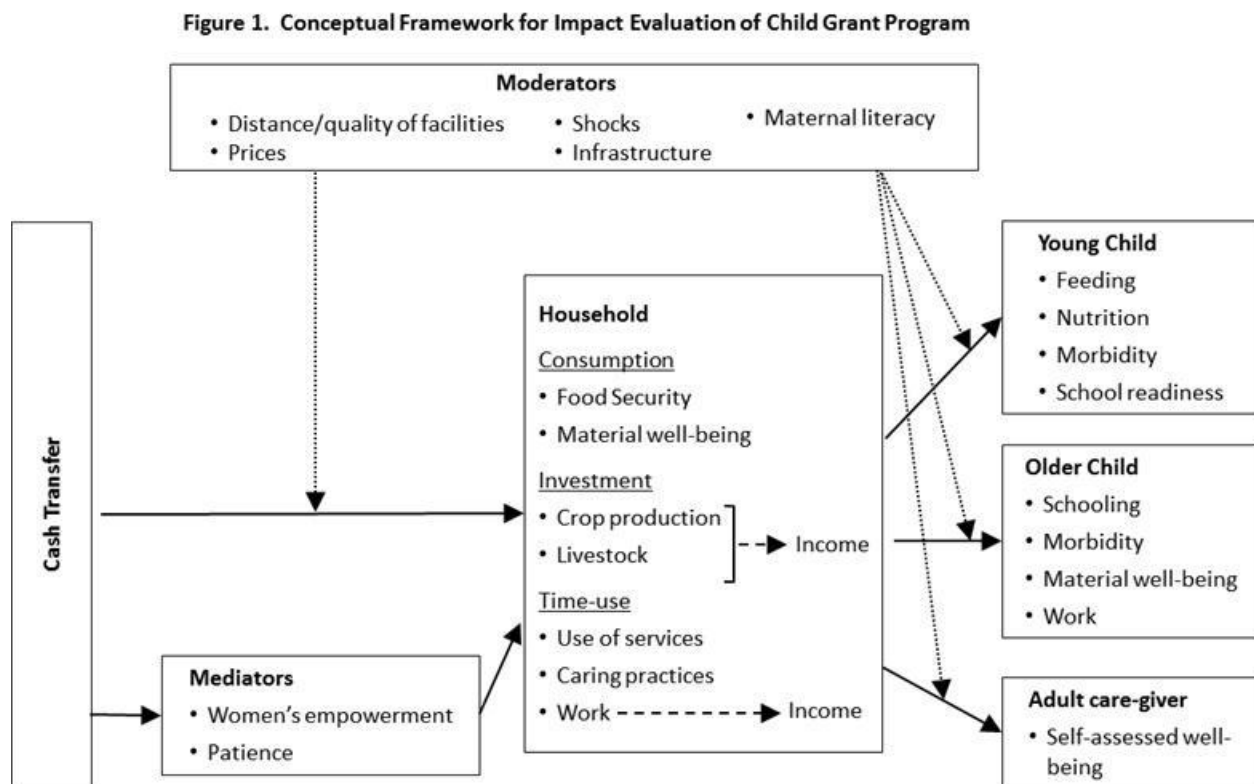 Figure 1. Conceptual Framework for Impact Evaluation of Child Grant Program
Moderators
• Distance/quality of facilities
• Prices
• Shocks
• Infrastructure
• Maternal literacy
Cash Transfer
Mediators
• Women's empowerment
• Patience
Household
Consumption
• Food Security
• Material well-being
Investment
• Crop production
• Livestock
Income
Time-use
• Use of services
• Caring practices
• Work
Income
Young Child
• Feeding
• Nutrition
• Morbidity
• School readiness
Older Child
• Schooling
• Morbidity
• Material well-being
• Work
Adult care-giver
• Self-assessed well-
being